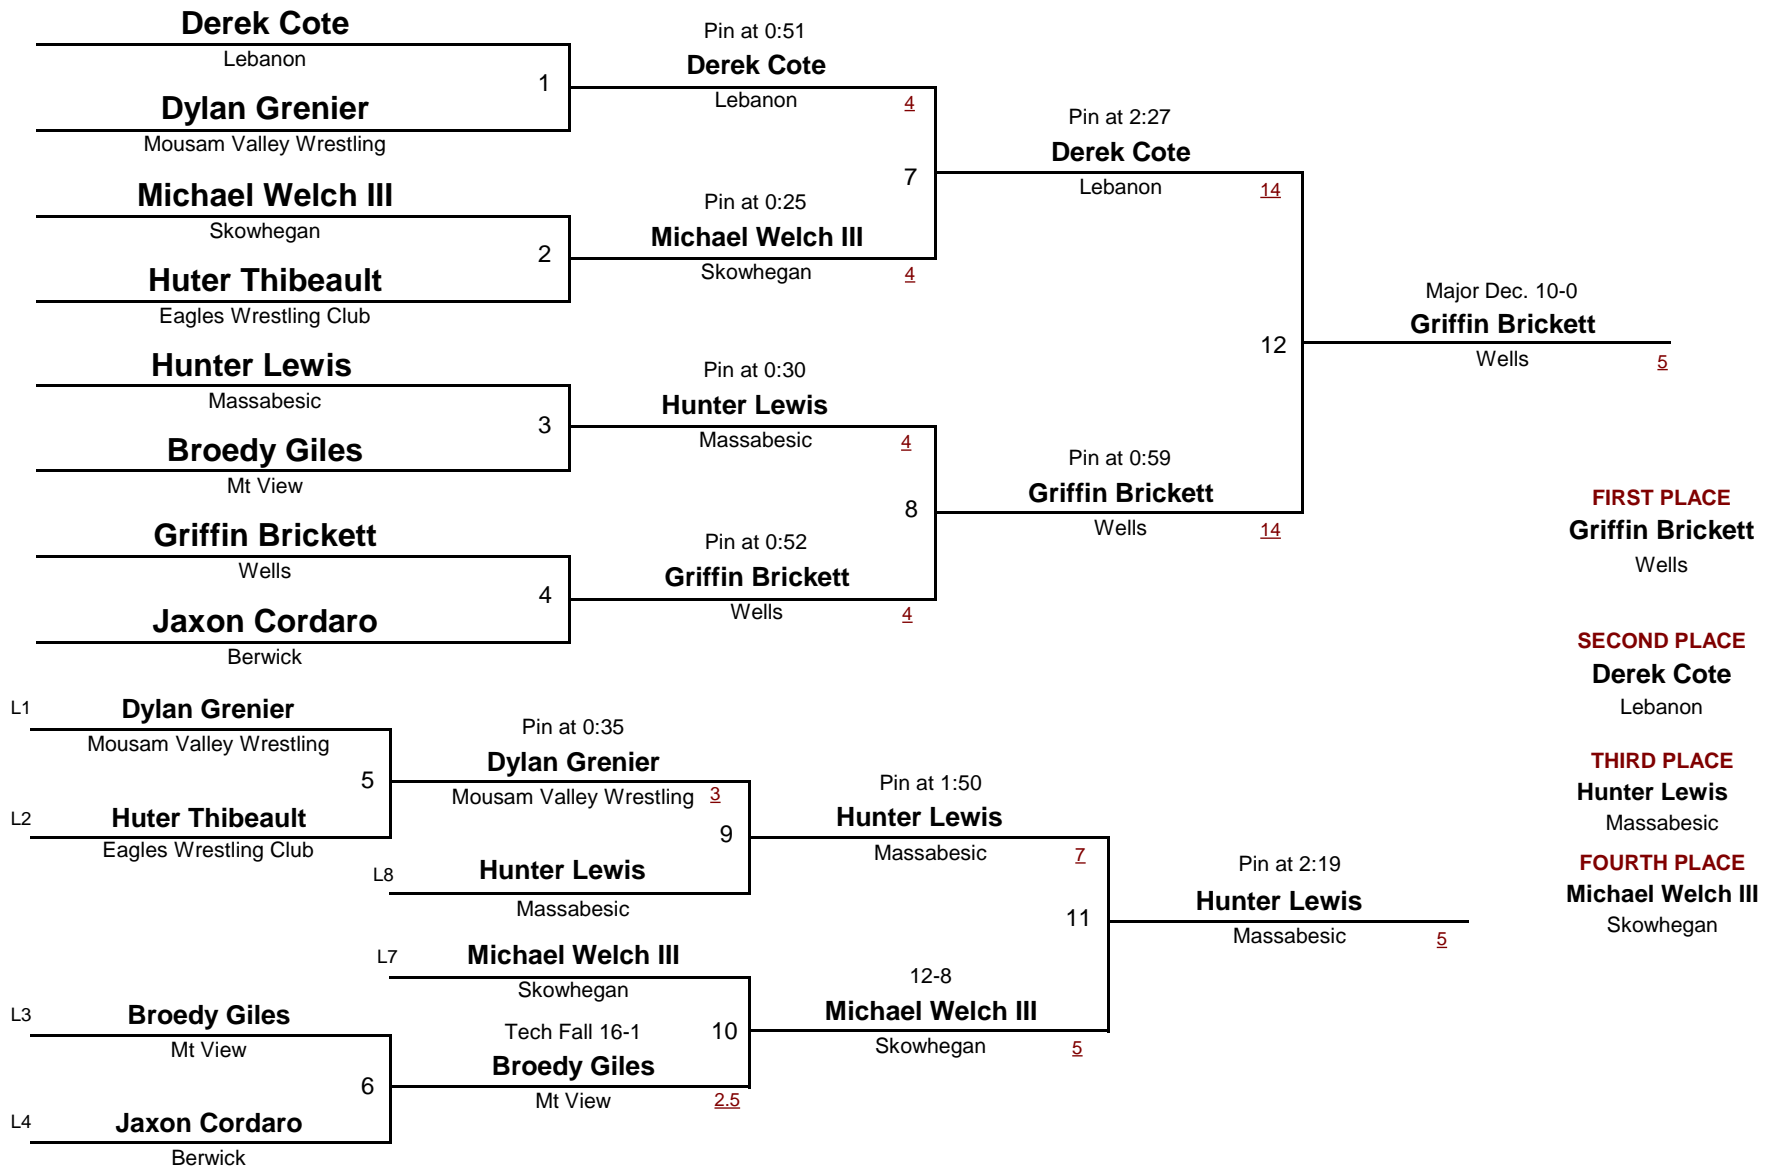 Derek Cote
Lebanon
1
Dylan Grenier
Mousam Valley Wrestling
Michael Welch III
Skowhegan
2
Huter Thibeault
Eagles Wrestling Club
Hunter Lewis
Massabesic
3
Broedy Giles
Mt View
Griffin Brickett
Wells
4
Jaxon Cordaro
Berwick
Pin at 0:51
Derek Cote
Lebanon 4
7
Pin at 0:25
Michael Welch III
Skowhegan 4
Pin at 0:30
Hunter Lewis
Massabesic 4
8
Pin at 0:52
Griffin Brickett
Wells 4
Pin at 2:27
Derek Cote
Lebanon 14
12
Pin at 0:59
Griffin Brickett
Wells 14
Major Dec. 10-0
Griffin Brickett
Wells 5
FIRST PLACE
Griffin Brickett
Wells
SECOND PLACE
Derek Cote
Lebanon
THIRD PLACE
Hunter Lewis
Massabesic
FOURTH PLACE
Michael Welch III
Skowhegan
L1 Dylan Grenier
Mousam Valley Wrestling
5
L2 Huter Thibeault
Eagles Wrestling Club
L3 Broedy Giles
Mt View
6
L4 Jaxon Cordaro
Berwick
Pin at 0:35
Dylan Grenier
Mousam Valley Wrestling 3
9
L8 Hunter Lewis
Massabesic
L7 Michael Welch III
Skowhegan
Tech Fall 16-1 10
Broedy Giles
Mt View 2.5
Pin at 1:50
Hunter Lewis
Massabesic 7
11
12-8
Michael Welch III
Skowhegan 5
Pin at 2:19
Hunter Lewis
Massabesic 5